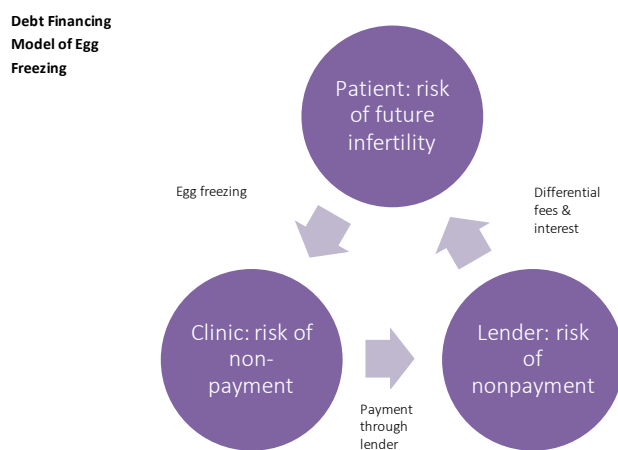 Debt Financing
Model of Egg
Freezing
Patient: risk
of future
infertility
Egg freezing
Differential
fees &
interest
Clinic: risk of
non-
payment
Lender: risk
of
nonpayment
Payment
through
lender